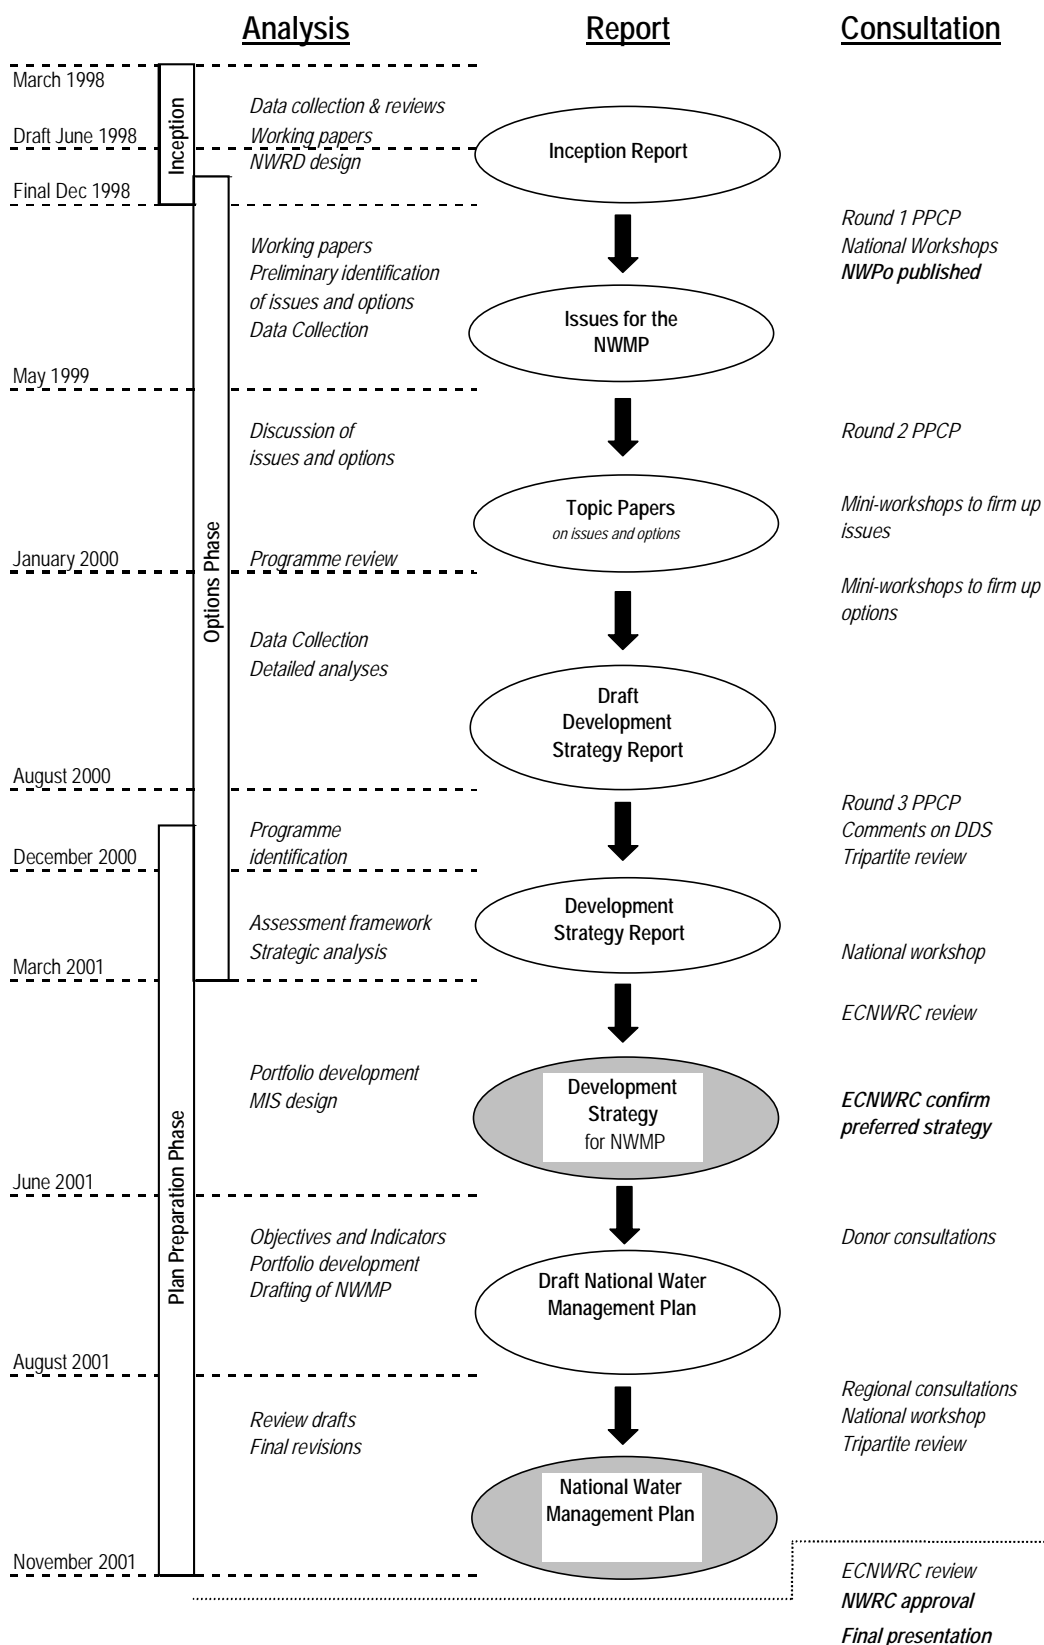 Analysis
Report
Consultation
March 1998
Data collection & reviews
Draft June 1998
Working papers
NWRD design
Inception
Inception Report
Final Dec 1998
Round 1 PPCP
National Workshops
NWPo published
Working papers
Preliminary identification
of issues and options
Data Collection
Issues for the
NWMP
May 1999
Discussion of
issues and options
Round 2 PPCP
Topic Papers
on issues and options
Mini-workshops to firm up
issues
January 2000
Programme review
Mini-workshops to firm up
options
Options Phase
Data Collection
Detailed analyses
Draft
Development
Strategy Report
August 2000
Round 3 PPCP
Comments on DDS
Tripartite review
Programme
identification
December 2000
Development
Strategy Report
Assessment framework
Strategic analysis
National workshop
March 2001
ECNWRC review
Portfolio development
MIS design
Development
Strategy
for NWMP
ECNWRC confirm
preferred strategy
Plan Preparation Phase
June 2001
Objectives and Indicators
Portfolio development
Drafting of NWMP
Donor consultations
Draft National Water
Management Plan
August 2001
Regional consultations
National workshop
Tripartite review
Review drafts
Final revisions
National Water
Management Plan
November 2001
ECNWRC review
NWRC approval
Final presentation